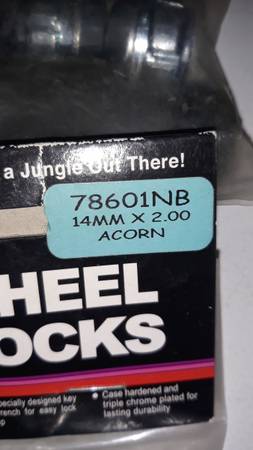 a Jungle Out There!
78601NB
14MM X 2.00
ACORN
HEEL
OCKS
ecially designed key
rench for easy lock
• Case hardened and
triple chrome plated for
lasting durability